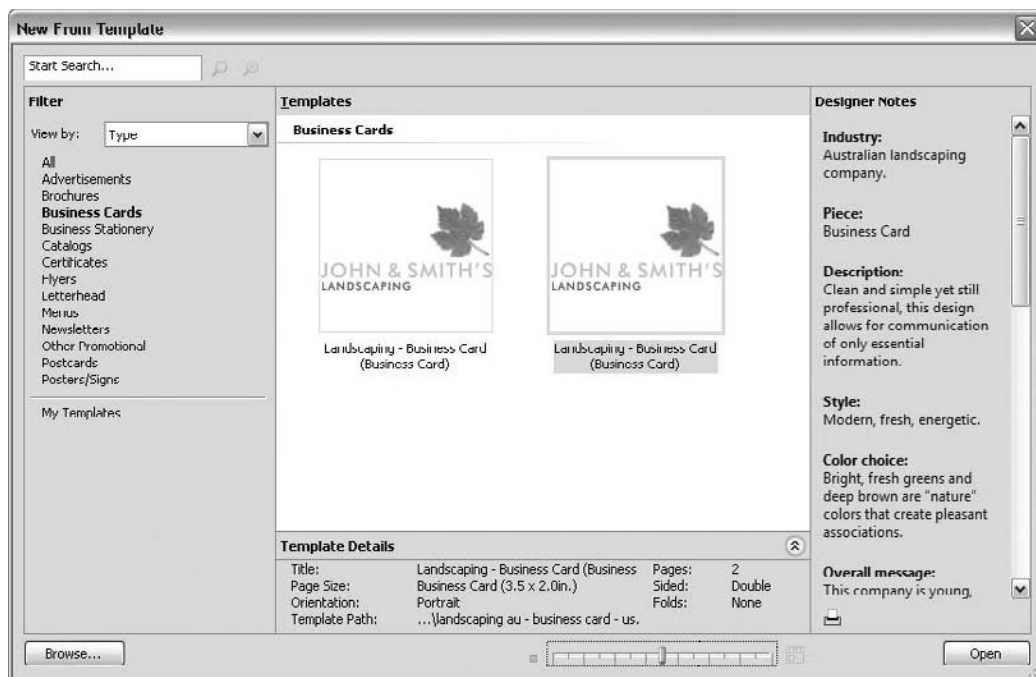 New From Template
Start Search...
Filter
View by: Type
All
Advertisements
Brochures
Business Cards
Business Stationery
Catalogs
Certificates
Flyers
Letterhead
Menus
Newsletters
Other Promotional
Postcards
Posters/Signs
My Templates
Templates
Business Cards
JOHN & SMITH'S
LANDSCAPING
Landscaping - Business Card
(Business Card)
JOHN & SMITH'S
LANDSCAPING
Landscaping - Business Card
(Business Card)
Template Details
Title: Landscaping - Business Card (Business Pages: 2
Page Size: Business Card (3.5 x 2.0in.) Sided: Double
Orientation: Portrait Folds: None
Template Path: ...\landscaping au - business card - us.
Designer Notes
Industry:
Australian landscaping
company.
Piece:
Business Card
Description:
Clean and simple yet still
professional, this design
allows for communication
of only essential
information.
Style:
Modern, fresh, energetic.
Color choice:
Bright, fresh greens and
deep brown are "nature"
colors that create pleasant
associations.
Overall message:
This company is young,
Browse...
Open